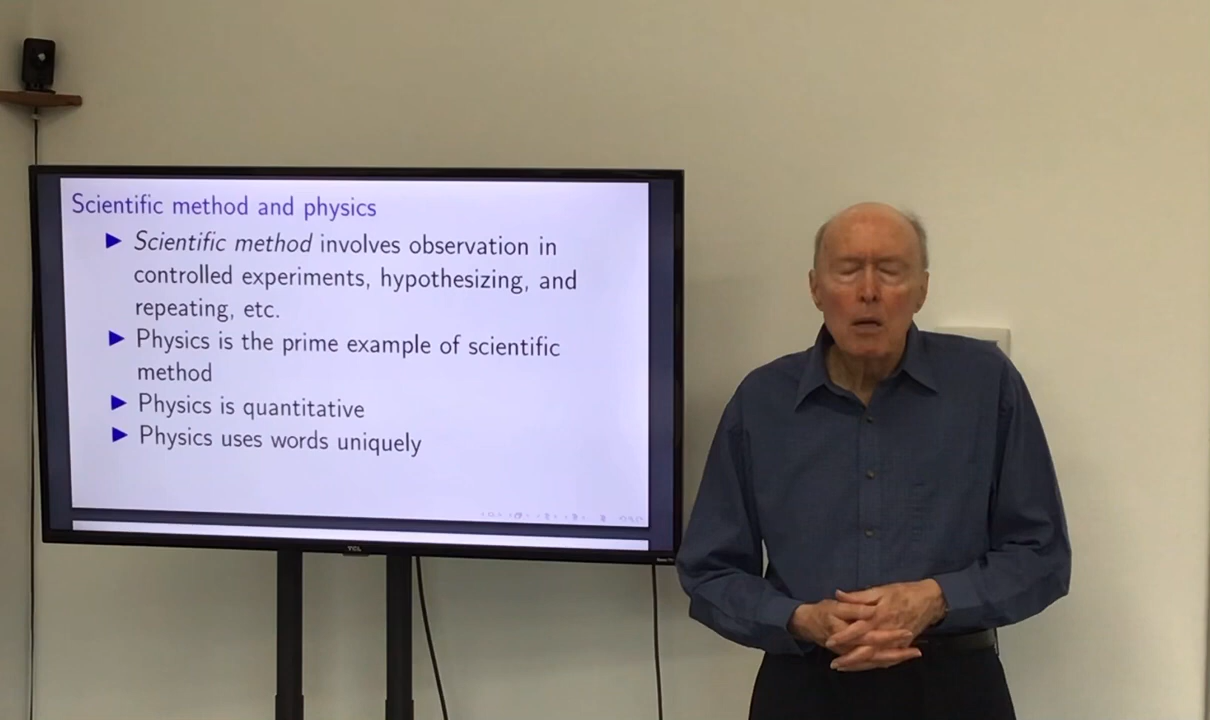 Scientific method and physics
Scientific method involves observation in
controlled experiments, hypothesizing, and
repeating, etc.
Physics is the prime example of scientific
method
Physics is quantitative
Physics uses words uniquely
TCL